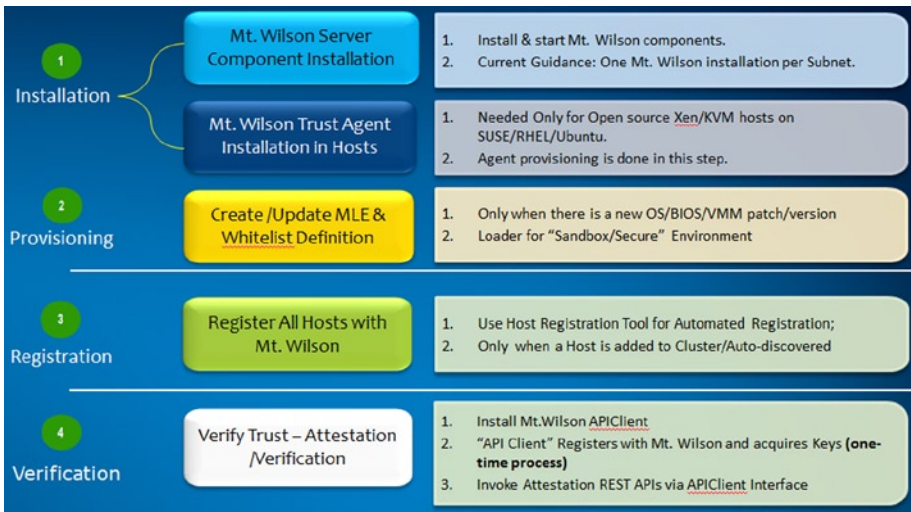 1
Installation
Mt. Wilson Server
Component Installation
1. Install & start Mt. Wilson components.
2. Current Guidance: One Mt. Wilson installation per Subnet.
Mt. Wilson Trust Agent
Installation in Hosts
1. Needed Only for Open source Xen/KVM hosts on
SUSE/RHEL/Ubuntu.
2. Agent provisioning is done in this step.
2
Provisioning
Create /Update MLE &
Whitelist Definition
1. Only when there is a new OS/BIOS/VMM patch/version
2. Loader for “Sandbox/Secure” Environment
3
Registration
Register All Hosts with
Mt. Wilson
1. Use Host Registration Tool for Automated Registration;
2. Only when a Host is added to Cluster/Auto-discovered
4
Verification
Verify Trust – Attestation
/Verification
1. Install Mt.Wilson APIClient
2. “API Client” Registers with Mt. Wilson and acquires Keys (one-
time process)
3. Invoke Attestation REST APIs via APIClient Interface